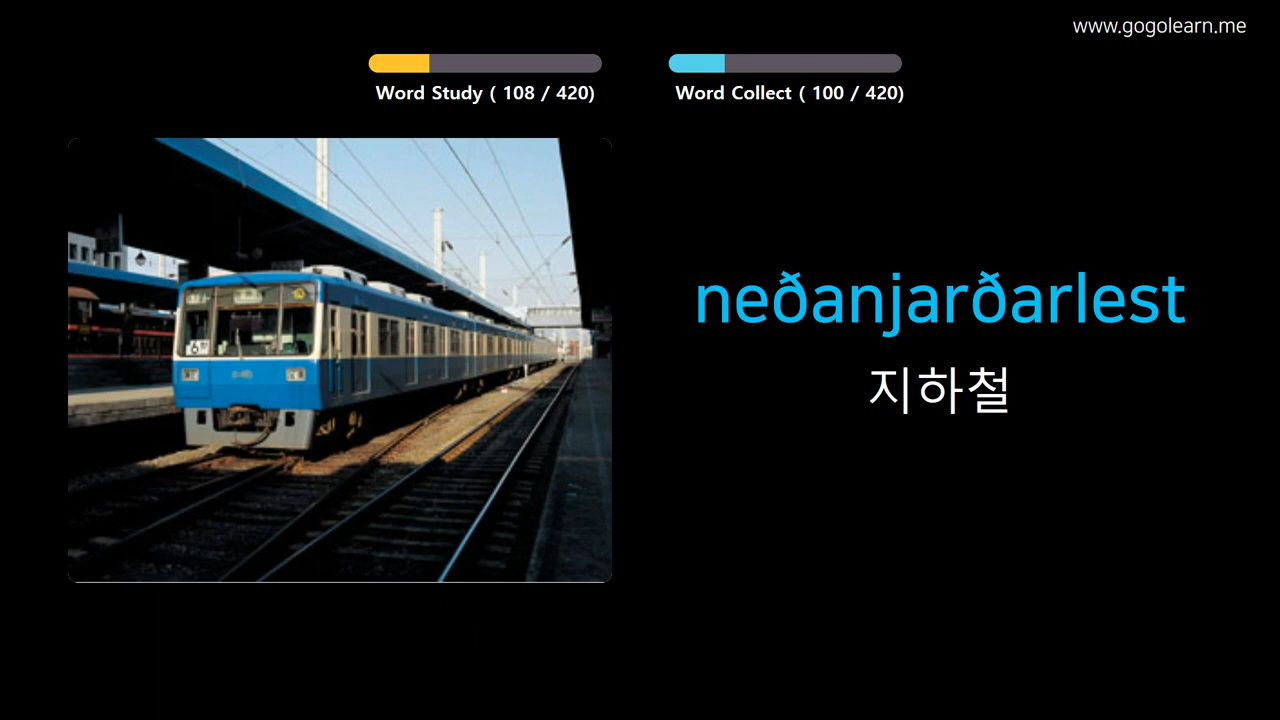 www.gogolearn.me
Word Study ( 108 / 420)
Word Collect ( 100 / 420)
neðanjarðarlest
지하철